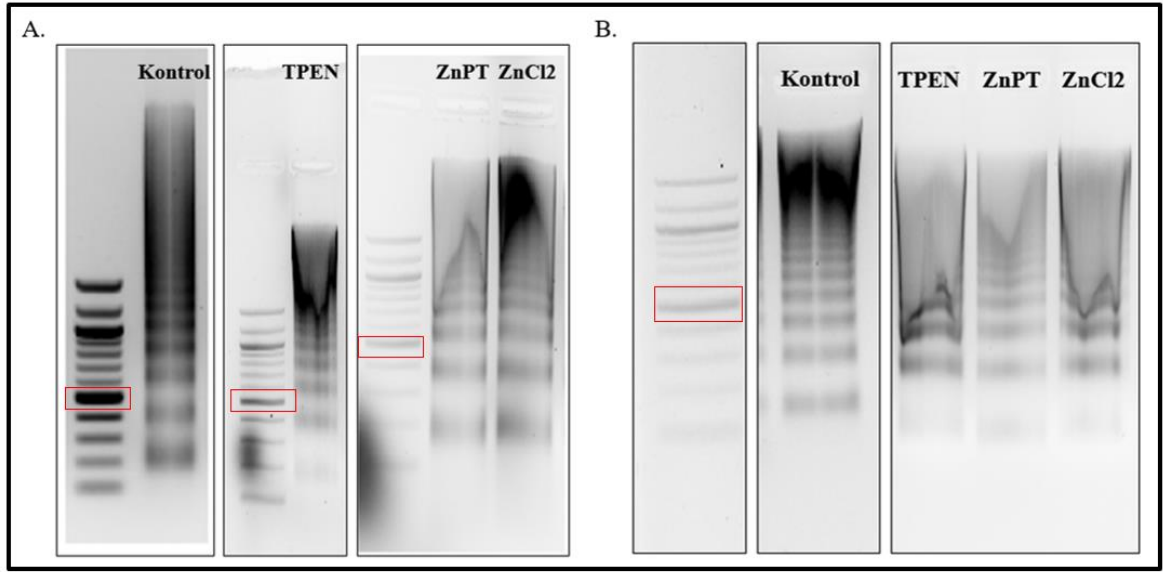 A.
Kontrol
TPEN
ZnPT ZnCl2
B.
Kontrol
TPEN ZnPT ZnCl2